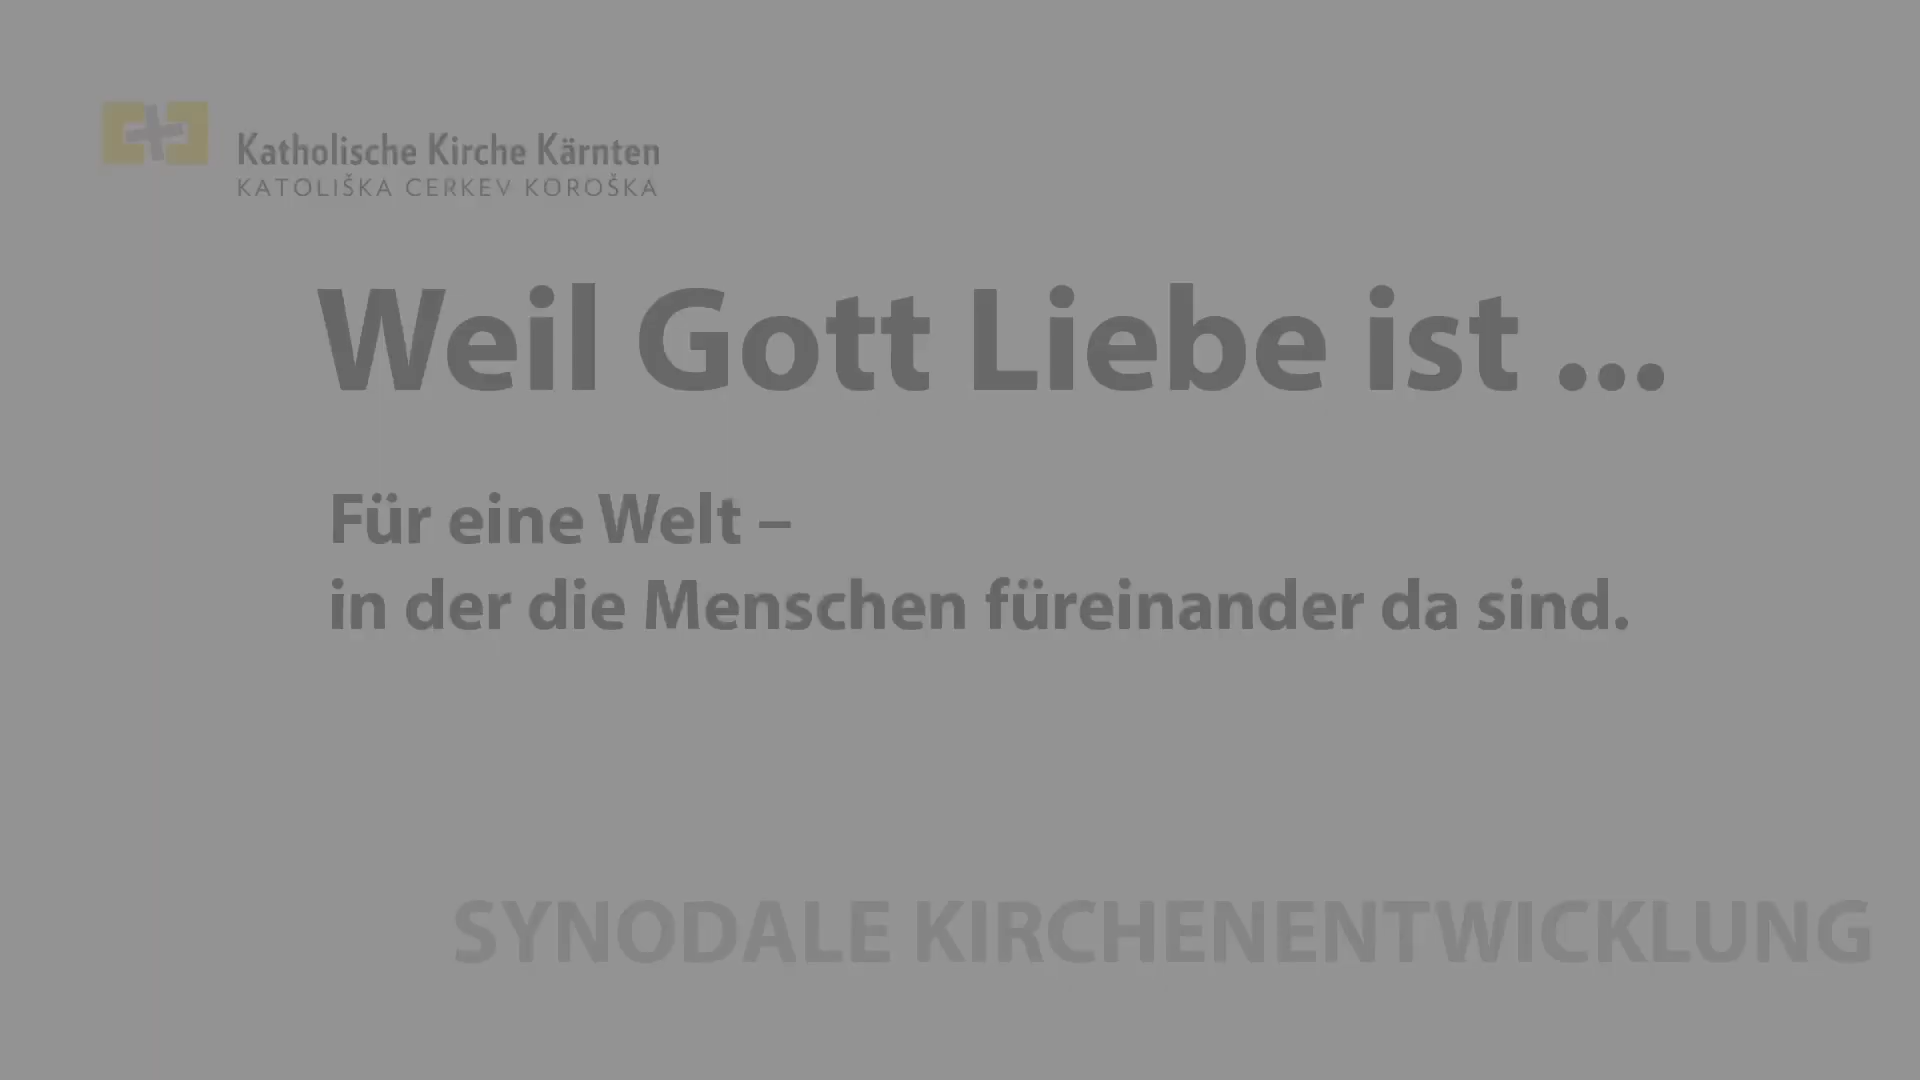 Katholische Kirche Kärnten
KATOLIŠKA CERKEV KOROŠKA
Weil Gott Liebe ist ...
Für eine Welt –
in der die Menschen füreinander da sind.
SYNODALE KIRCHENENTWICKLUNG